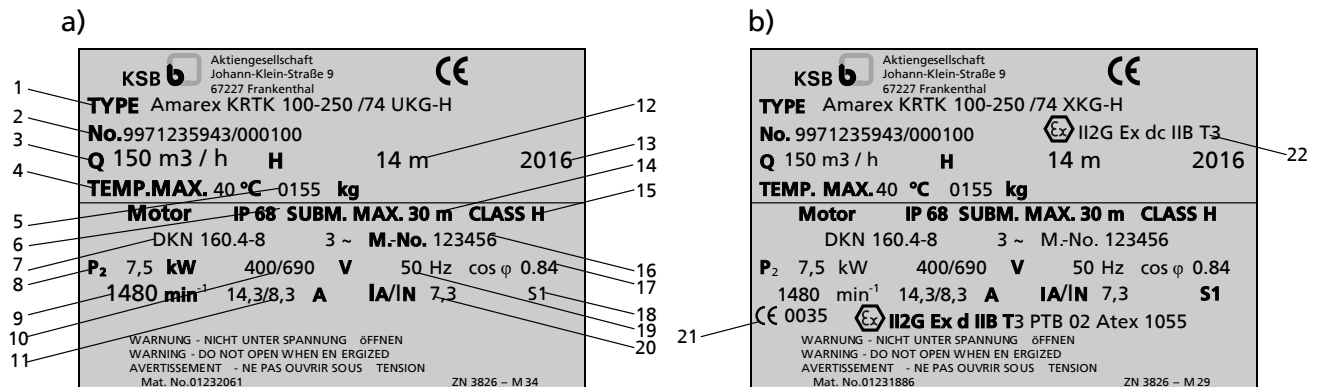 a)
KSB b
Aktiengesellschaft
Johann-Klein-Straße 9
67227 Frankenthal
CE
TYPE Amarex KRTK 100-250 /74 UKG-H
No. 9971235943/000100
Q 150 m3 / h H 14 m 2016
TEMP.MAX. 40 °C 0155 kg
Motor IP 68 SUBM. MAX. 30 m CLASS H
DKN 160.4-8 3 ~ M.-No. 123456
P₂ 7,5 kW 400/690 V 50 Hz cos φ 0.84
1480 min⁻¹ 14,3/8,3 A IA/IN 7,3 S1
WARNUNG - NICHT UNTER SPANNUNG öFFNEN
WARNING - DO NOT OPEN WHEN EN ERGIZED
AVERTISSEMENT - NE PAS OUVRIR SOUS TENSION
Mat. No.01232061 ZN 3826 – M 34
1
2
3
4
5
6
7
8
9
10
11
12
13
14
15
16
17
18
19
20
b)
KSB b
Aktiengesellschaft
Johann-Klein-Straße 9
67227 Frankenthal
CE
TYPE Amarex KRTK 100-250 /74 XKG-H
No. 9971235943/000100 Ex II2G Ex dc IIB T3
Q 150 m3 / h H 14 m 2016
TEMP. MAX. 40 °C 0155 kg
Motor IP 68 SUBM. MAX. 30 m CLASS H
DKN 160.4-8 3 ~ M.-No. 123456
P₂ 7,5 kW 400/690 V 50 Hz cos φ 0.84
1480 min⁻¹ 14,3/8,3 A IA/IN 7,3 S1
CE 0035 Ex II2G Ex d IIB T3 PTB 02 Atex 1055
WARNUNG - NICHT UNTER SPANNUNG öFFNEN
WARNING - DO NOT OPEN WHEN EN ERGIZED
AVERTISSEMENT - NE PAS OUVRIR SOUS TENSION
Mat. No.01231886 ZN 3826 – M 29
21
22